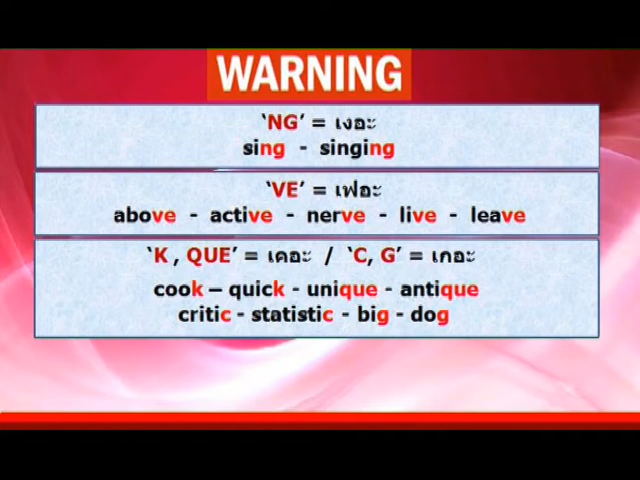 WARNING
‘NG’ = เงอะ
sing - singing
‘VE’ = เฟอะ
above - active - nerve - live - leave
‘K , QUE’ = เคอะ / ‘C, G’ = เกอะ
cook – quick - unique - antique
critic - statistic - big - dog